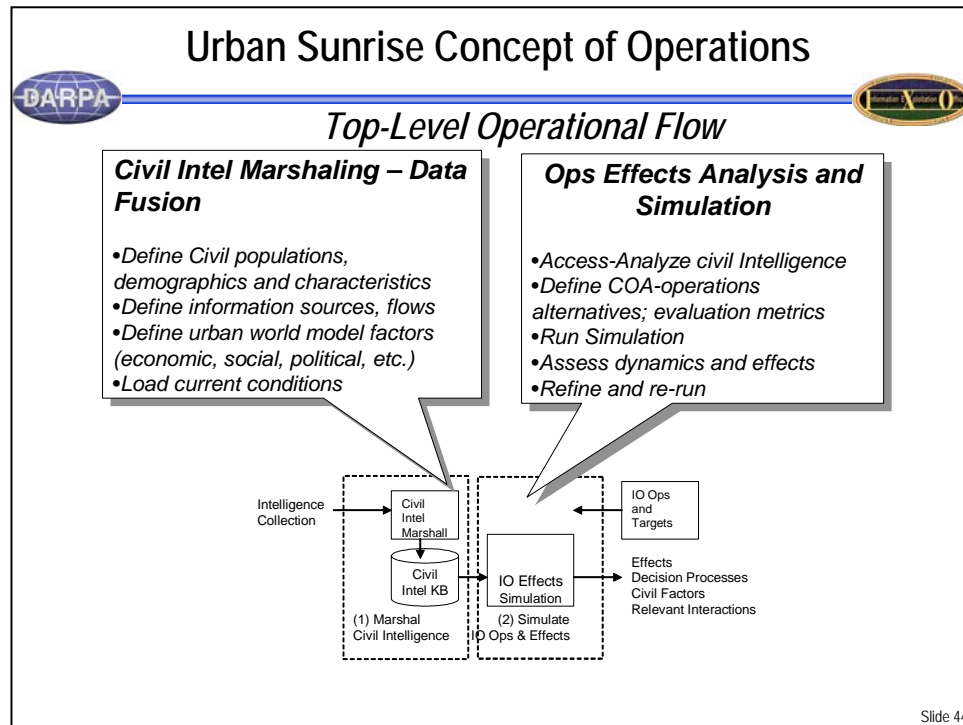 Urban Sunrise Concept of Operations
DARPA
Information Exploitation Office
Top-Level Operational Flow
Civil Intel Marshaling – Data
Fusion
•Define Civil populations,
demographics and characteristics
•Define information sources, flows
•Define urban world model factors
(economic, social, political, etc.)
•Load current conditions
Ops Effects Analysis and
Simulation
•Access-Analyze civil Intelligence
•Define COA-operations
alternatives; evaluation metrics
•Run Simulation
•Assess dynamics and effects
•Refine and re-run
Intelligence
Collection
Civil
Intel
Marshall
Civil
Intel KB
(1) Marshal
Civil Intelligence
IO Effects
Simulation
(2) Simulate
IO Ops & Effects
IO Ops
and
Targets
Effects
Decision Processes
Civil Factors
Relevant Interactions